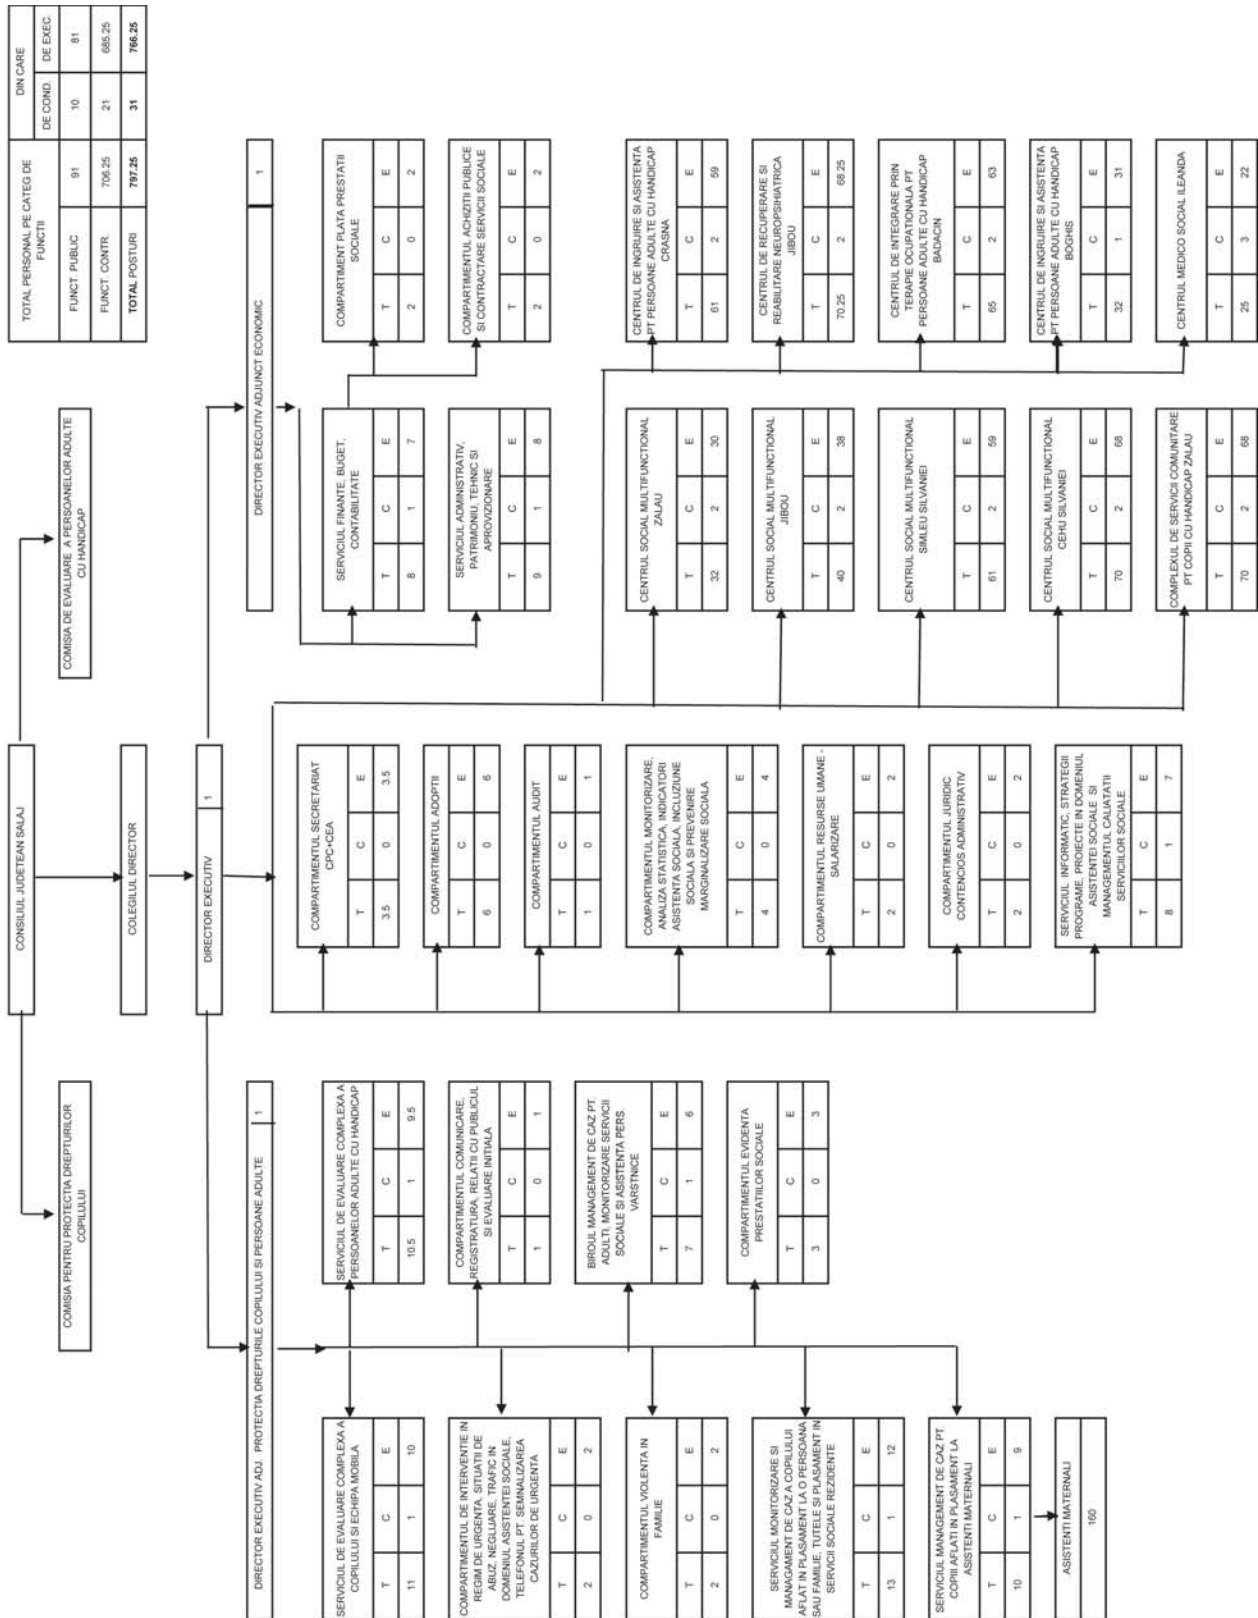 CONSILIUL JUDETEAN SALAJ
COMISIA PENTRU PROTECTIA DREPTURILOR
COPILULUI
COLEGIUL DIRECTOR
COMISIA DE EVALUARE A PERSOANELOR ADULTE
CU HANDICAP
TOTAL PERSONAL PE CATEG DE
FUNCTII
DIN CARE
DE COND. DE EXEC.
FUNCT. PUBLIC 91 10 81
FUNCT. CONTR. 706.25 21 685.25
TOTAL POSTURI 797.25 31 766.25
DIRECTOR EXECUTIV 1
DIRECTOR EXECUTIV ADJ. PROTECTIA DREPTURILE COPILULUI SI PERSOANE ADULTE 1
DIRECTOR EXECUTIV ADJUNCT ECONOMIC 1
SERVICIUL DE EVALUARE COMPLEXA A
COPILULUI SI ECHIPA MOBILA
T C E
11 1 10
COMPARTIMENTUL DE INTERVENTIE IN
REGIM DE URGENTA, SITUATII DE
ABUZ, NEGLIJARE, TRAFIC IN
DOMENIUL ASISTENTEI SOCIALE,
TELEFONUL PT. SEMNALIZAREA
CAZURILOR DE URGENTA
T C E
2 0 2
COMPARTIMENTUL VIOLENTA IN
FAMILIE
T C E
2 0 2
SERVICIUL MONITORIZARE SI
MANAGAMENT DE CAZ A COPILULUI
AFLAT IN PLASAMENT LA O PERSOANA
SAU FAMILIE, TUTELE SI PLASAMENT IN
SERVICII SOCIALE REZIDENTE
T C E
13 1 12
SERVICIUL MANAGEMENT DE CAZ PT.
COPIII AFLATI IN PLASAMENT LA
ASISTENTI MATERNALI
T C E
10 1 9
ASISTENTI MATERNALI
160
SERVICIUL DE EVALUARE COMPLEXA A
PERSOANELOR ADULTE CU HANDICAP
T C E
10.5 1 9.5
COMPARTIMENTUL COMUNICARE,
REGISTRATURA, RELATII CU PUBLICUL
SI EVALUARE INITIALA
T C E
1 0 1
BIROUL MANAGEMENT DE CAZ PT.
ADULTI, MONITORIZARE SERVICII
SOCIALE SI ASISTENTA PERS.
VARSTNICE
T C E
7 1 6
COMPARTIMENTUL EVIDENTA
PRESTATIILOR SOCIALE
T C E
3 0 3
COMPARTIMENTUL SECRETARIAT
CPC+CEA
T C E
3.5 0 3.5
COMPARTIMENTUL ADOPTII
T C E
6 0 6
COMPARTIMENTUL AUDIT
T C E
1 0 1
COMPARTIMENTUL MONITORIZARE,
ANALIZA STATISTICA, INDICATORI
ASISTENTA SOCIALA, INCLUZIUNE
SOCIALA SI PREVENIRE
MARGINALIZARE SOCIALA
T C E
4 0 4
COMPARTIMENTUL RESURSE UMANE -
SALARIZARE
T C E
2 0 2
COMPARTIMENTUL JURIDIC
CONTENCIOS ADMINISTRATIV
T C E
2 0 2
SERVICIUL INFORMATIC, STRATEGII
PROGRAME, PROIECTE IN DOMENIUL
ASISTENTEI SOCIALE SI
MANAGEMENTUL CALIATATII
SERVICIILOR SOCIALE
T C E
8 1 7
SERVICIUL FINANTE, BUGET,
CONTABILITATE
T C E
8 1 7
SERVICIUL ADMINISTRATIV,
PATRIMONIU, TEHNIC SI
APROVIZIONARE
T C E
9 1 8
COMPARTIMENT PLATA PRESTATII
SOCIALE
T C E
2 0 2
COMPARTIMENTUL ACHIZITII PUBLICE
SI CONTRACTARE SERVICII SOCIALE
T C E
2 0 2
CENTRUL SOCIAL MULTIFUNCTIONAL
ZALAU
T C E
32 2 30
CENTRUL SOCIAL MULTIFUNCTIONAL
JIBOU
T C E
40 2 38
CENTRUL SOCIAL MULTIFUNCTIONAL
SIMLEU SILVANIEI
T C E
61 2 59
CENTRUL SOCIAL MULTIFUNCTIONAL
CEHU SILVANIEI
T C E
70 2 68
COMPLEXUL DE SERVICII COMUNITARE
PT COPII CU HANDICAP ZALAU
T C E
70 2 68
CENTRUL DE INGRIJIRE SI ASISTENTA
PT PERSOANE ADULTE CU HANDICAP
CRASNA
T C E
61 2 59
CENTRUL DE RECUPERARE SI
REABILITARE NEUROPSIHIATRICA
JIBOU
T C E
70.25 2 68.25
CENTRUL DE INTEGRARE PRIN
TERAPIE OCUPATIONALA PT
PERSOANE ADULTE CU HANDICAP
BADACIN
T C E
65 2 63
CENTRUL DE INGRIJIRE SI ASISTENTA
PT PERSOANE ADULTE CU HANDICAP
BOGHIS
T C E
32 1 31
CENTRUL MEDICO SOCIAL ILEANDA
T C E
25 3 22